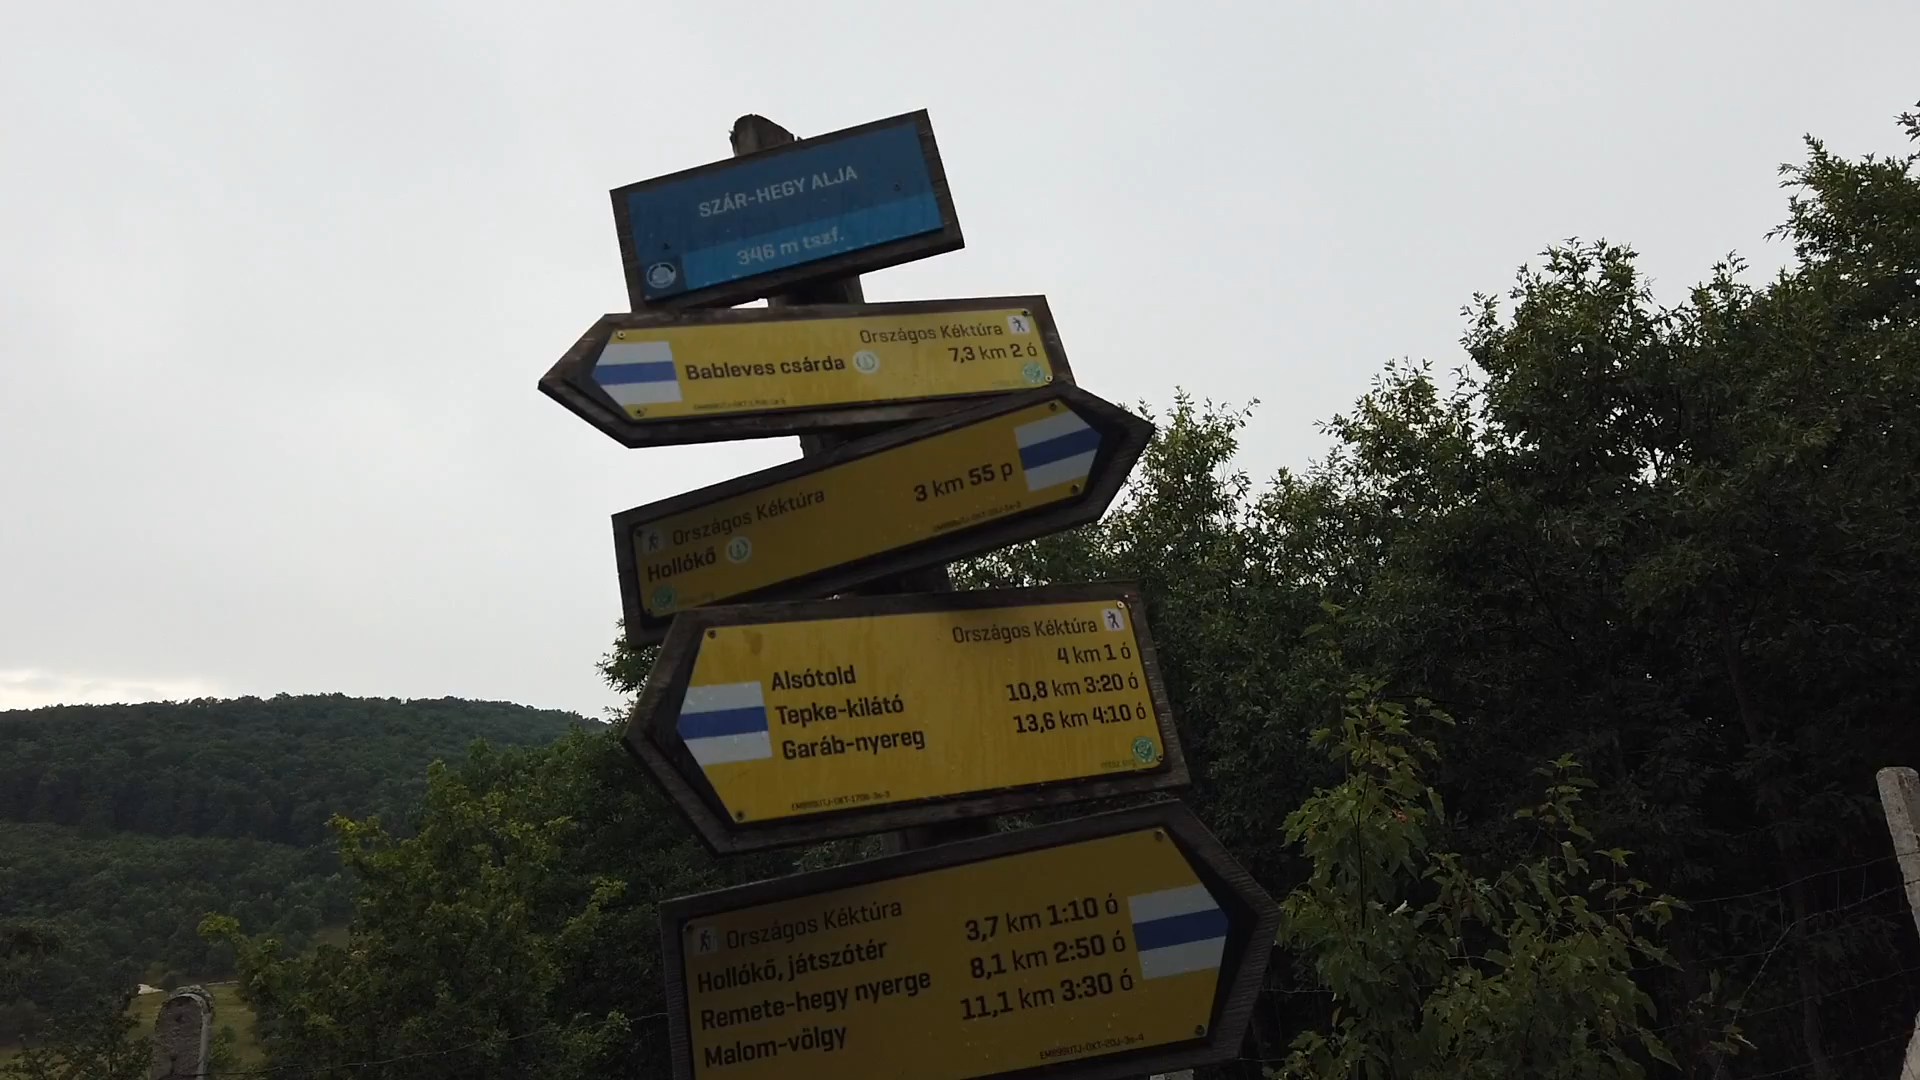 SZÁR-HEGY ALJA
346 m tszf.
Országos Kéktúra
Bableves csárda 7,3 km 2 ó
Országos Kéktúra 3 km 55 p
Hollókő
Országos Kéktúra
Alsótold 4 km 1 ó
Tepke-kilátó 10,8 km 3:20 ó
Garáb-nyereg 13,6 km 4:10 ó
Országos Kéktúra
Hollókő, játszótér 3,7 km 1:10 ó
Remete-hegy nyerge 8,1 km 2:50 ó
Malom-völgy 11,1 km 3:30 ó